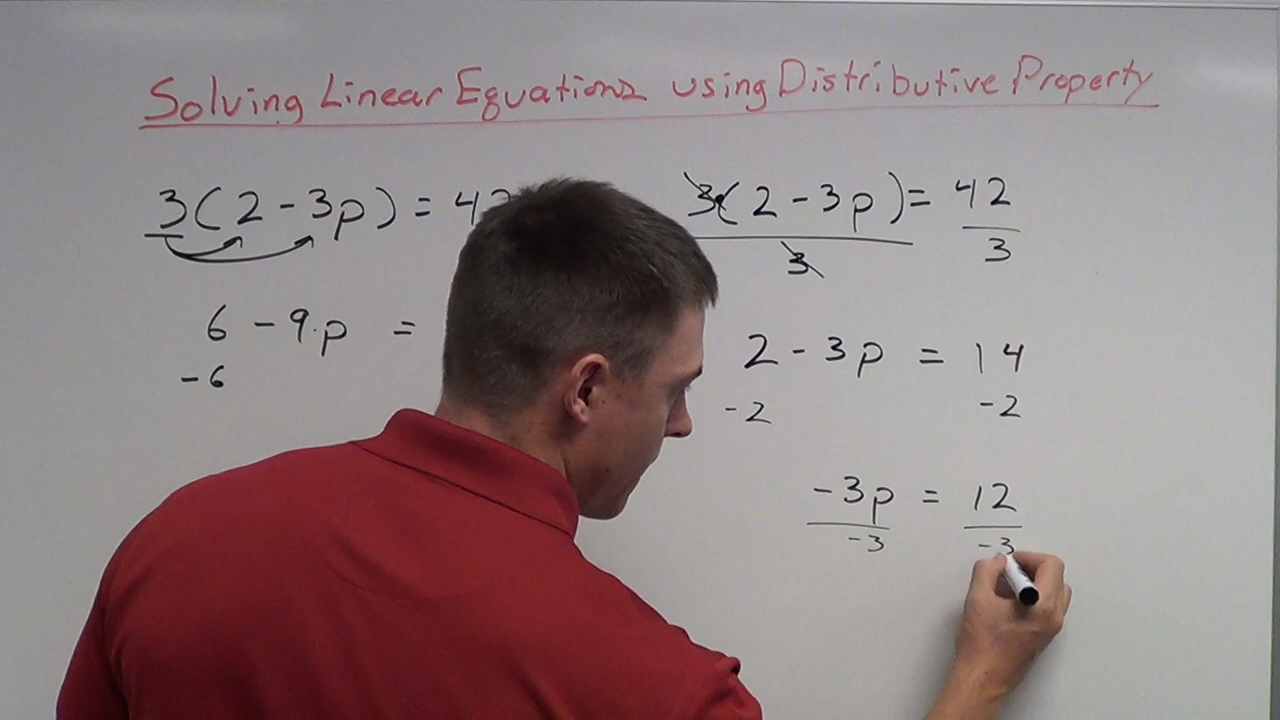 Solving Linear Equations using Distributive Property
3(2-3p) = 42
6 - 9.p =
-6
3(2-3p) = 42
3 3
2 - 3p = 14
-2 -2
-3p = 12
-3 -3